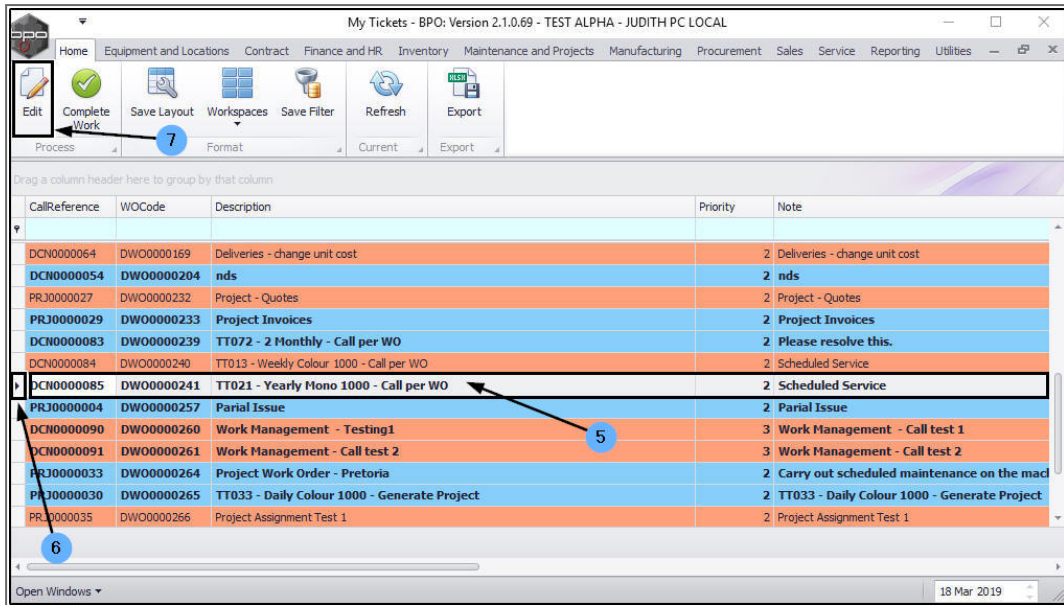 My Tickets - BPO: Version 2.1.0.69 - TEST ALPHA - JUDITH PC LOCAL
bpo
Home Equipment and Locations Contract Finance and HR Inventory Maintenance and Projects Manufacturing Procurement Sales Service Reporting Utilities
Edit Complete Work Save Layout Workspaces Save Filter Refresh XLSX Export
7
Process Format Current Export
Drag a column header here to group by that column
CallReference WOCode Description Priority Note
DCN0000064 DWO0000169 Deliveries - change unit cost 2 Deliveries - change unit cost
DCN0000054 DWO0000204 nds 2 nds
PRJ0000027 DWO0000232 Project - Quotes 2 Project - Quotes
PRJ0000029 DWO0000233 Project Invoices 2 Project Invoices
DCN0000083 DWO0000239 TT072 - 2 Monthly - Call per WO 2 Please resolve this.
DCN0000084 DWO0000240 TT013 - Weekly Colour 1000 - Call per WO 2 Scheduled Service
DCN0000085 DWO0000241 TT021 - Yearly Mono 1000 - Call per WO 2 Scheduled Service
PRJ0000004 DWO0000257 Parial Issue 2 Parial Issue
5
DCN0000090 DWO0000260 Work Management - Testing1 3 Work Management - Call test 1
DCN0000091 DWO0000261 Work Management - Call test 2 3 Work Management - Call test 2
PRJ0000033 DWO0000264 Project Work Order - Pretoria 2 Carry out scheduled maintenance on the macl
PRJ0000030 DWO0000265 TT033 - Daily Colour 1000 - Generate Project 2 TT033 - Daily Colour 1000 - Generate Project
PRJ0000035 DWO0000266 Project Assignment Test 1 2 Project Assignment Test 1
6
Open Windows 18 Mar 2019